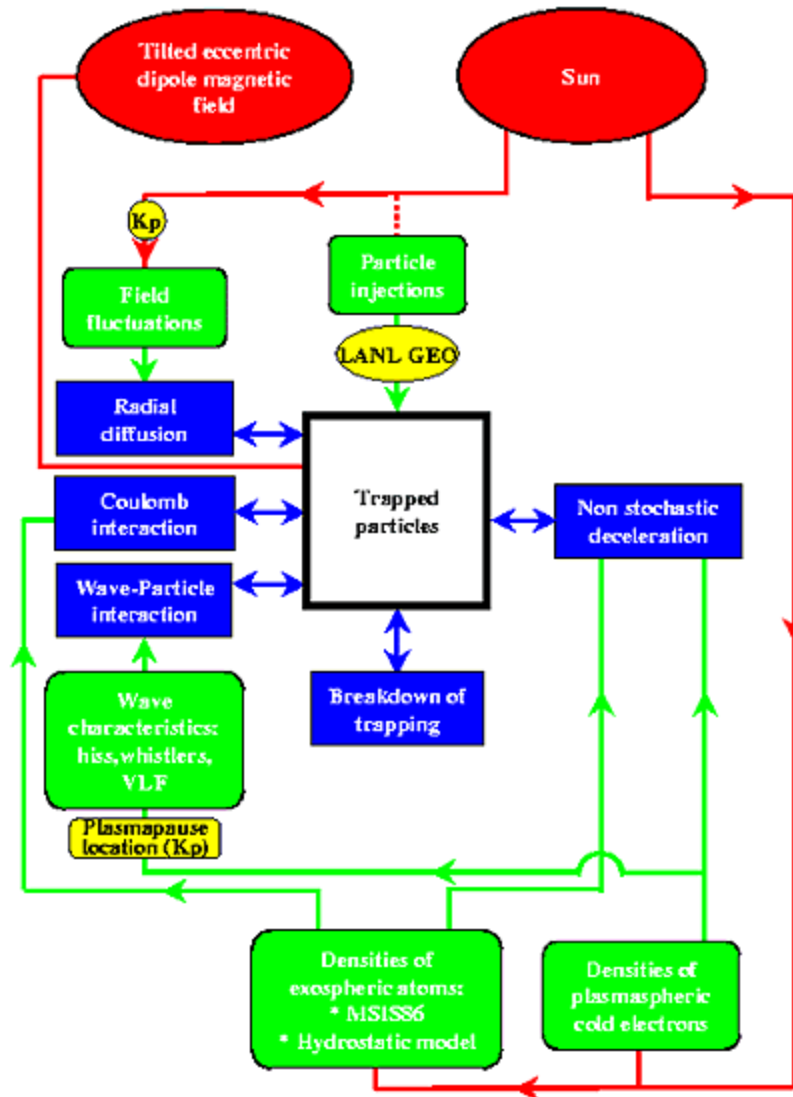 Tilted eccentric
dipole magnetic
field
Sun
Kp
Particle
injections
Field
fluctuations
LANL GEO
Radial
diffusion
Coulomb
interaction
Trapped
particles
Non stochastic
deceleration
Wave-Particle
interaction
Breakdown of
trapping
Wave
characteristics:
hiss,whistlers,
VLF
Plasmapause
location (Kp)
Densities of
exospheric atoms:
* MSIS86
* Hydrostatic model
Densities of
plasmaspheric
cold electrons